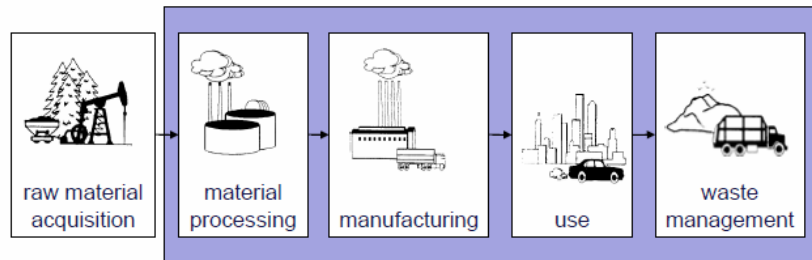 raw material
acquisition
material
processing
manufacturing
use
waste
management